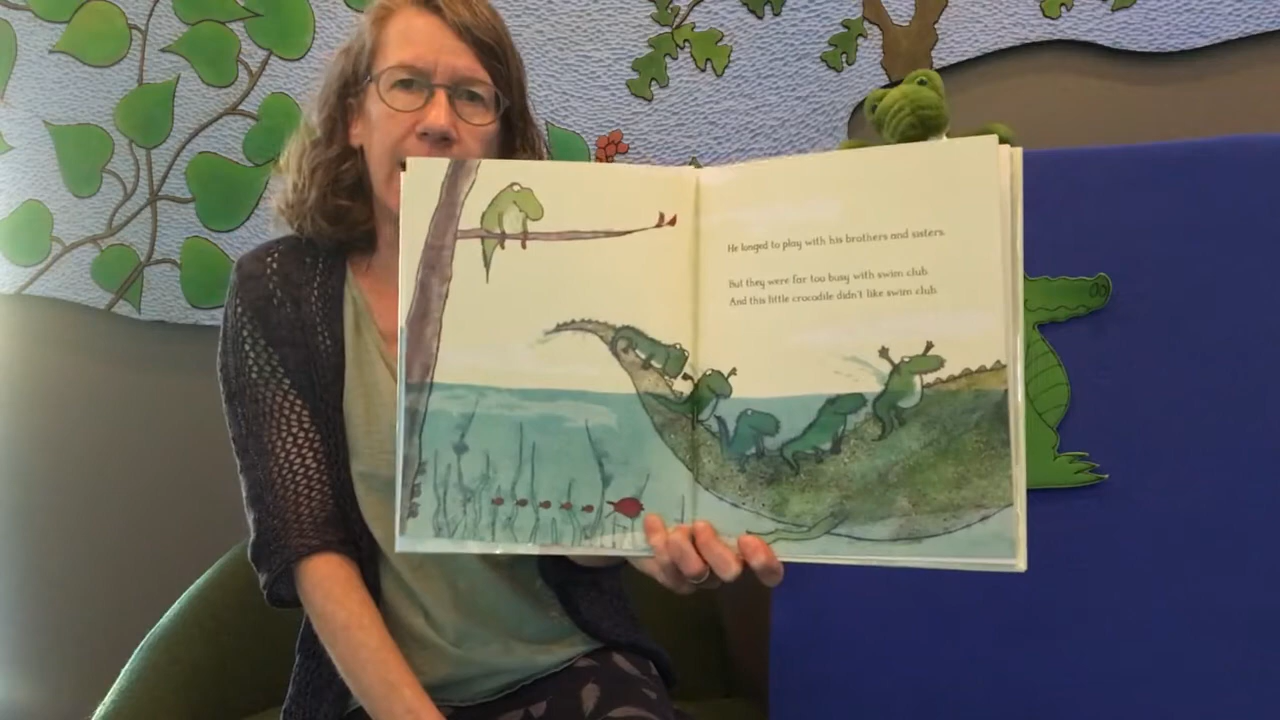 He longed to play with his brothers and sisters.
But they were far too busy with swim club.
And this little crocodile didn't like swim club.